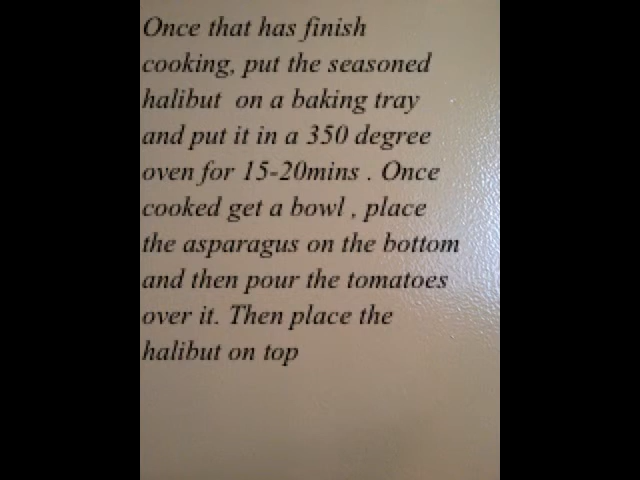 Once that has finish
cooking, put the seasoned
halibut on a baking tray
and put it in a 350 degree
oven for 15-20mins . Once
cooked get a bowl , place
the asparagus on the bottom
and then pour the tomatoes
over it. Then place the
halibut on top